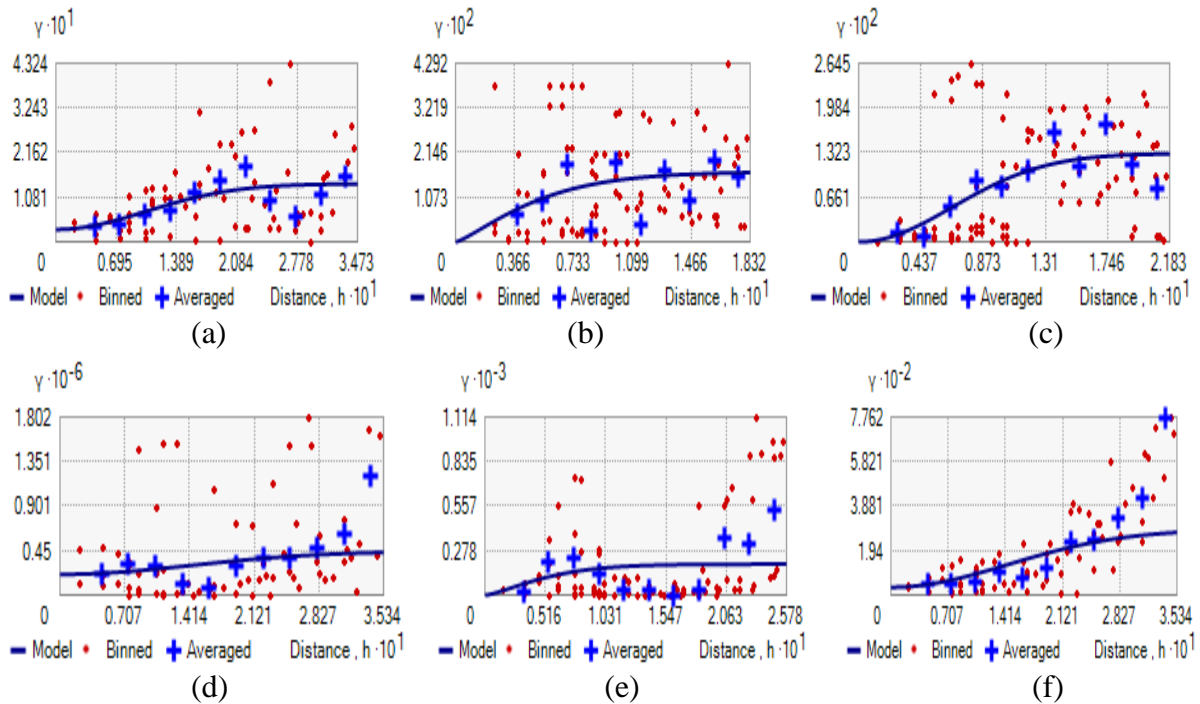 γ ·10¹
4.324
3.243
2.162
1.081
0
0.695 1.389 2.084 2.778 3.473
Model Binned Averaged Distance , h ·10¹
(a)
γ ·10²
4.292
3.219
2.146
1.073
0
0.366 0.733 1.099 1.466 1.832
Model Binned Averaged Distance , h ·10¹
(b)
γ ·10²
2.645
1.984
1.323
0.661
0
0.437 0.873 1.31 1.746 2.183
Model Binned Averaged Distance , h ·10¹
(c)
γ ·10⁻⁶
1.802
1.351
0.901
0.45
0
0.707 1.414 2.121 2.827 3.534
Model Binned Averaged Distance , h ·10¹
(d)
γ ·10⁻³
1.114
0.835
0.557
0.278
0
0.516 1.031 1.547 2.063 2.578
Model Binned Averaged Distance , h ·10¹
(e)
γ ·10⁻²
7.762
5.821
3.881
1.94
0
0.707 1.414 2.121 2.827 3.534
Model Binned Averaged Distance , h ·10¹
(f)